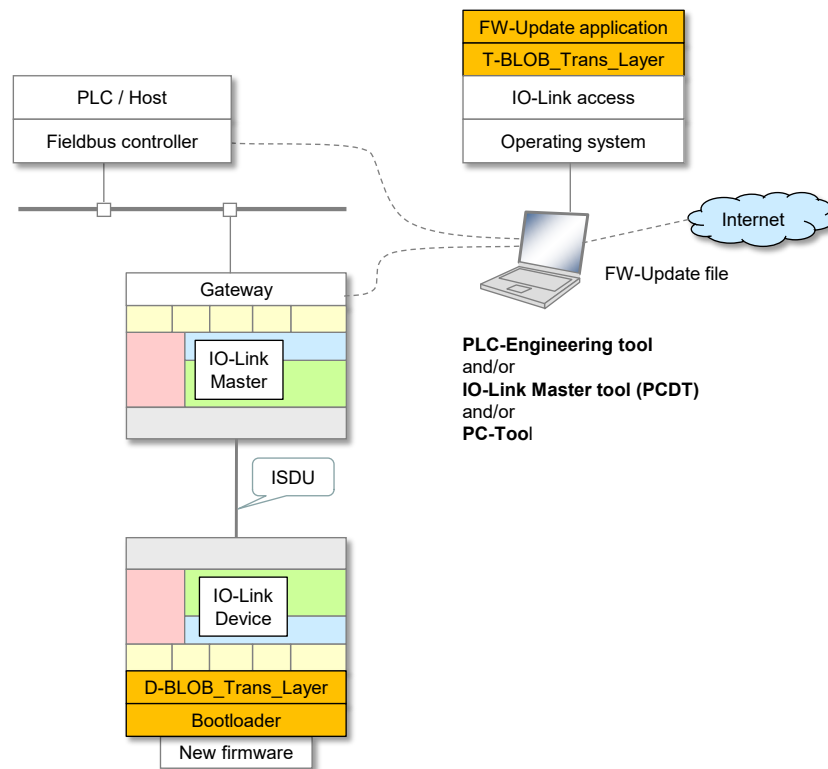 FW-Update application
T-BLOB_Trans_Layer
IO-Link access
Operating system
PLC / Host
Fieldbus controller
Internet
FW-Update file
Gateway
IO-Link
Master
PLC-Engineering tool
and/or
IO-Link Master tool (PCDT)
and/or
PC-Tool
ISDU
IO-Link
Device
D-BLOB_Trans_Layer
Bootloader
New firmware